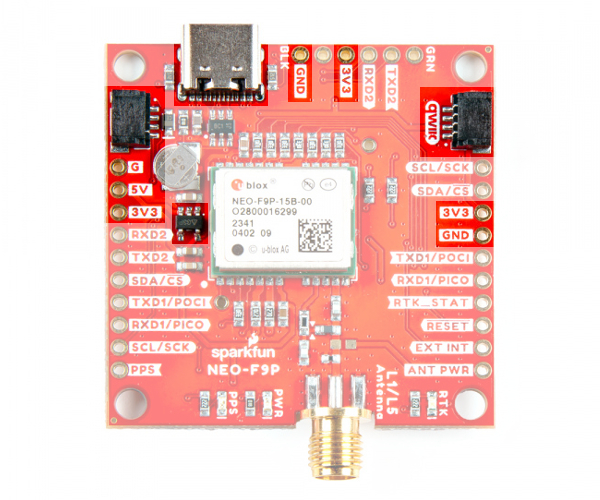 BLK
GND
3V3
RXD2
TXD2
GRN
qwiic
G
5V
3V3
RXD2
TXD2
SDA/CS
TXD1/POCI
RXD1/PICO
SCL/SCK
PPS
SCL/SCK
SDA/CS
3V3
GND
TXD1/POCI
RXD1/PICO
RTK_STAT
RESET
EXT INT
ANT PWR
u blox
NEO-F9P-15B-00
O2800016299
2341
0402 09
u-blox AG
sparkfun
NEO-F9P
PPS
PWR
L1/L5
Antenna
RTK